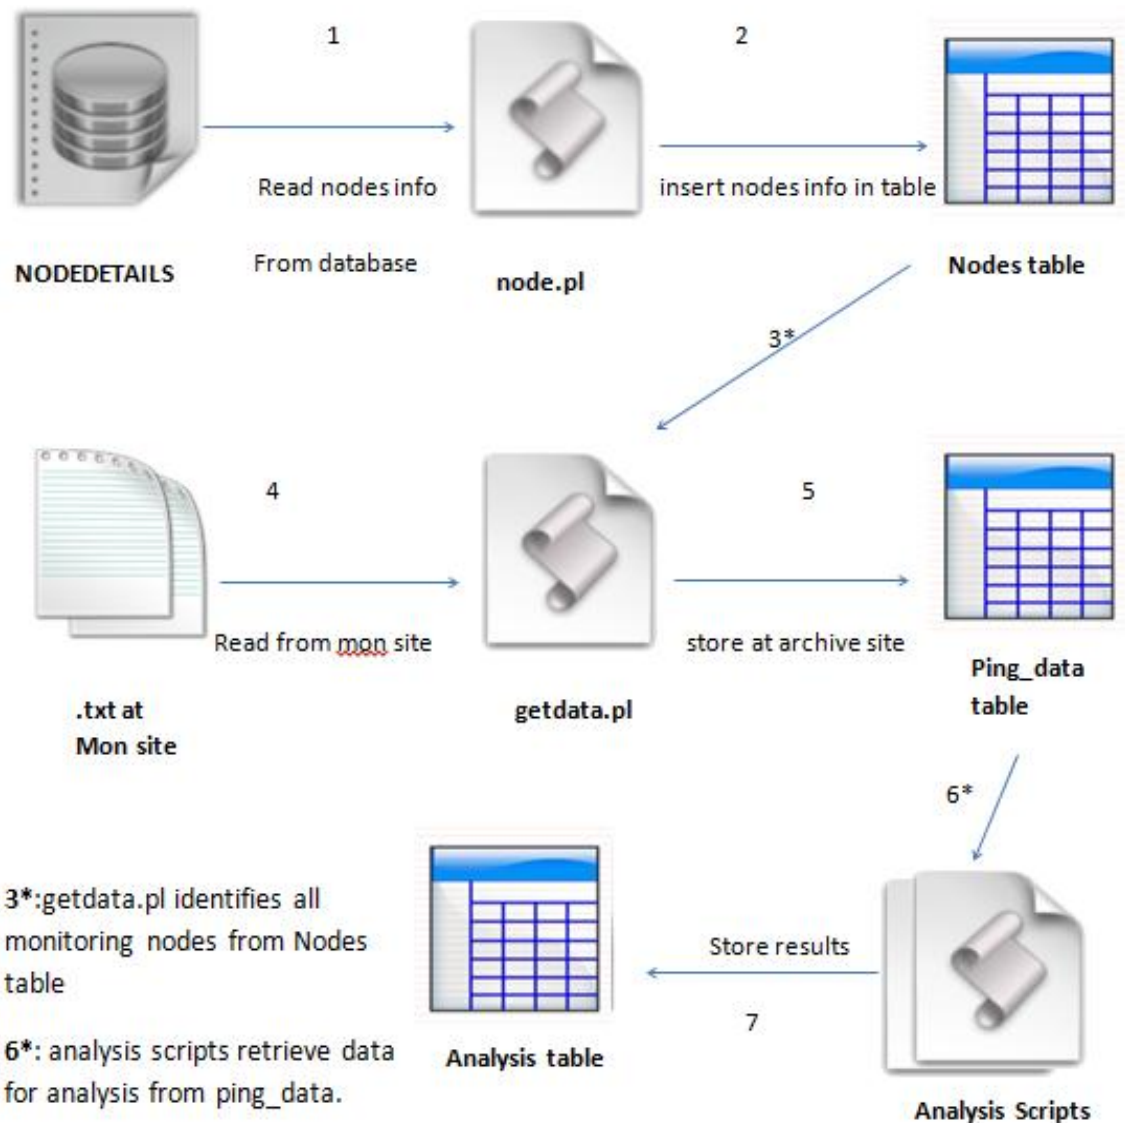 1
2
Read nodes info
insert nodes info in table
From database
NODEDETAILS
node.pl
Nodes table
3*
4
5
Read from mon site
store at archive site
.txt at
Mon site
getdata.pl
Ping_data
table
6*
3*:getdata.pl identifies all
monitoring nodes from Nodes
table
6*: analysis scripts retrieve data
for analysis from ping_data.
Store results
7
Analysis table
Analysis Scripts